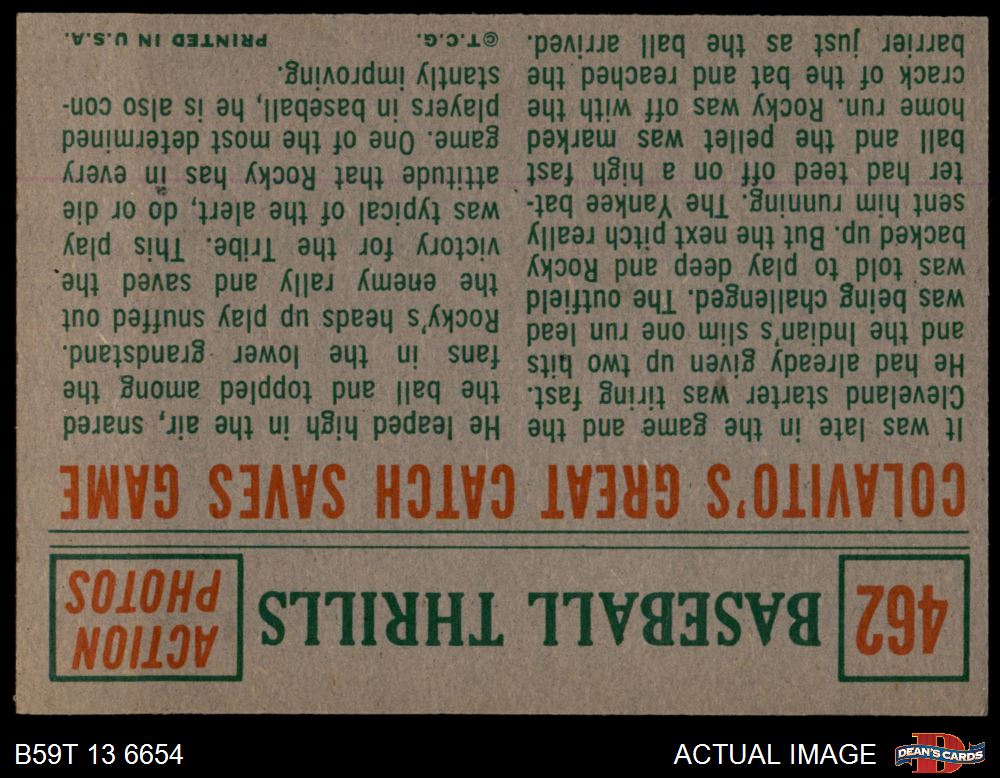 462
BASEBALL THRILLS
ACTION
PHOTOS
COLAVITO'S GREAT CATCH SAVES GAME
It was late in the game and the
Cleveland starter was tiring fast.
He had already given up two hits
and the Indian's slim one run lead
was being challenged. The outfield
was told to play deep and Rocky
backed up. But the next pitch really
sent him running. The Yankee bat-
ter had teed off on a high fast
ball and the pellet was marked
home run. Rocky was off with the
crack of the bat and reached the
barrier just as the ball arrived.
He leaped high in the air, snared
the ball and toppled among the
fans in the lower grandstand.
Rocky's heads up play snuffed out
the enemy rally and saved the
victory for the Tribe. This play
was typical of the alert, do or die
attitude that Rocky has in every
game. One of the most determined
players in baseball, he is also con-
stantly improving.
©T.C.G. PRINTED IN U.S.A.
B59T 13 6654
ACTUAL IMAGE
D
DEAN'S CARDS